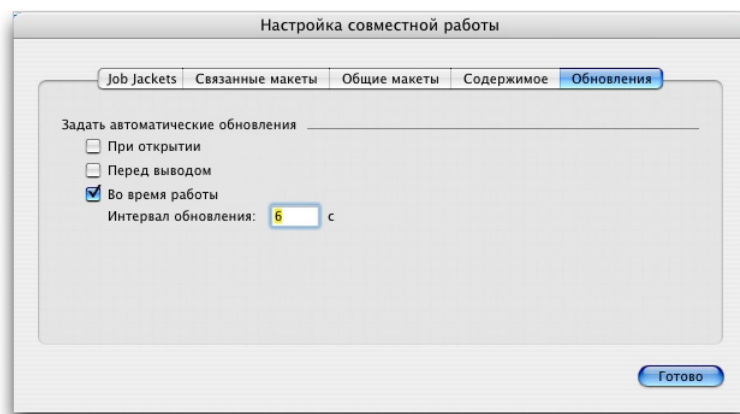 Настройка совместной работы
Job Jackets Связанные макеты Общие макеты Содержимое Обновления
Задать автоматические обновления
При открытии
Перед выводом
Во время работы
Интервал обновления: 6 с
Готово